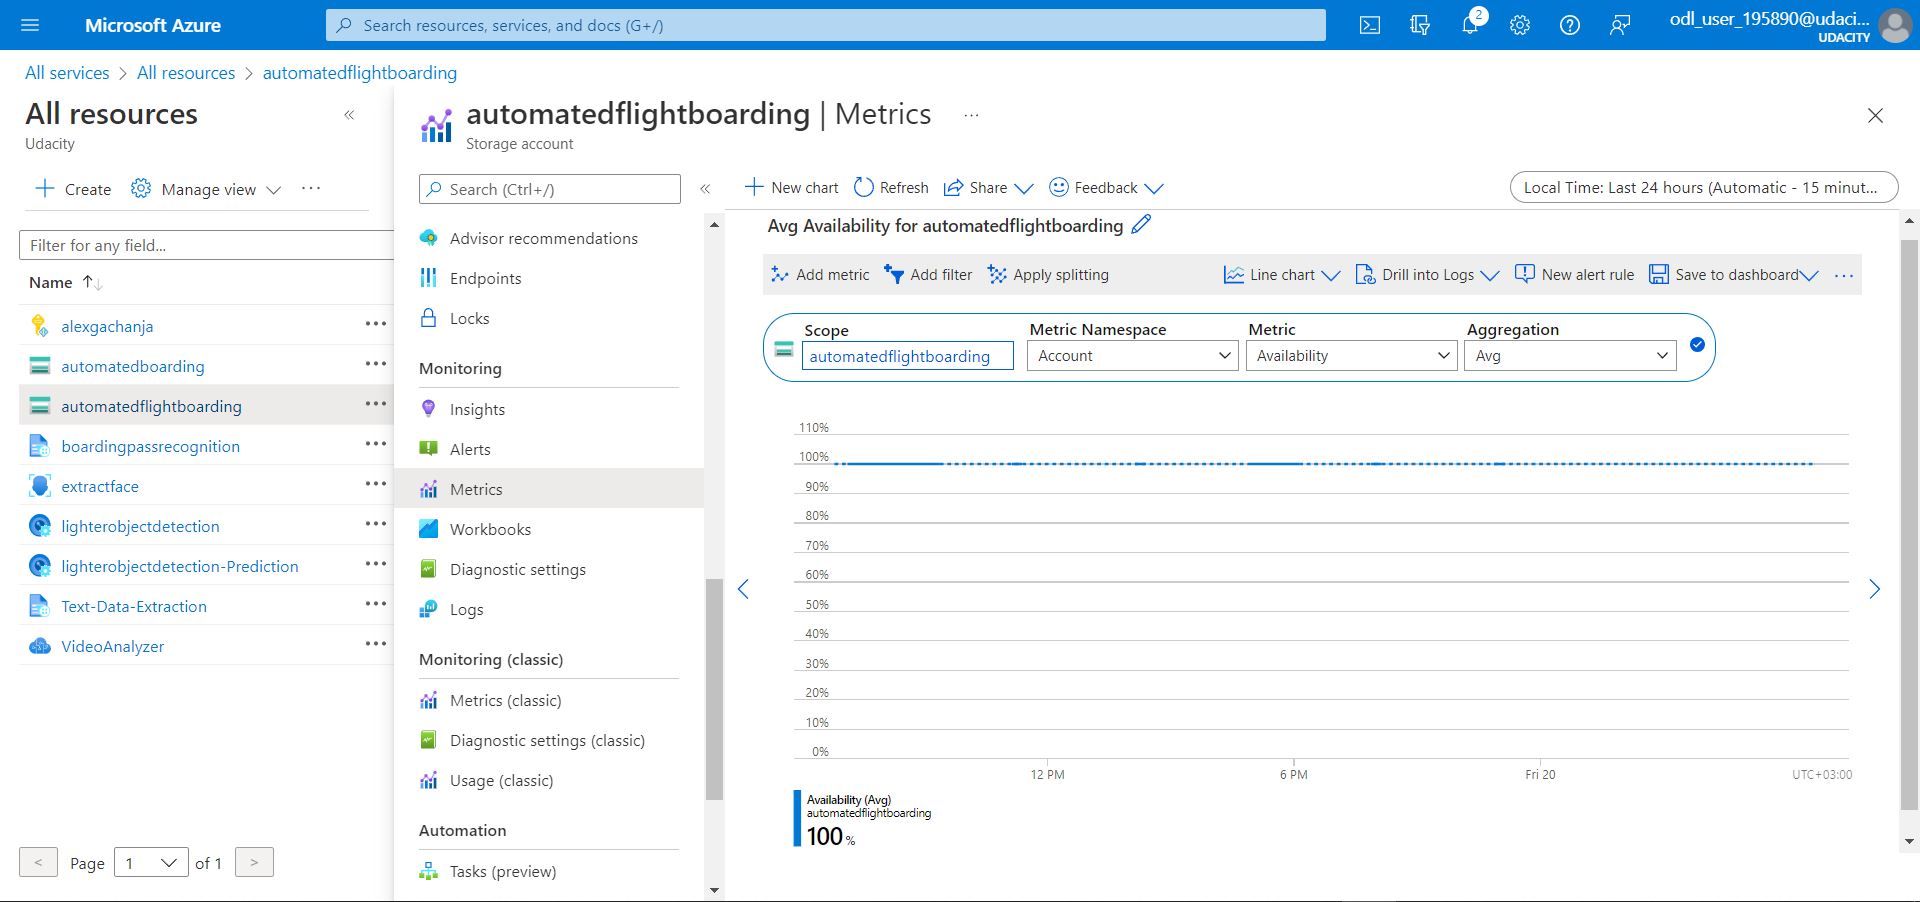 Microsoft Azure
Search resources, services, and docs (G+/)
2
odl_user_195890@udaci...
UDACITY
All services > All resources > automatedflightboarding
All resources
Udacity
Create
Manage view
Filter for any field...
Name
alexgachanja
automatedboarding
automatedflightboarding
boardingpassrecognition
extractface
lighterobjectdetection
lighterobjectdetection-Prediction
Text-Data-Extraction
VideoAnalyzer
< Page 1 of 1 >
automatedflightboarding | Metrics
Storage account
Search (Ctrl+/)
Advisor recommendations
Endpoints
Locks
Monitoring
Insights
Alerts
Metrics
Workbooks
Diagnostic settings
Logs
Monitoring (classic)
Metrics (classic)
Diagnostic settings (classic)
Usage (classic)
Automation
Tasks (preview)
New chart Refresh Share Feedback
Local Time: Last 24 hours (Automatic - 15 minut...
Avg Availability for automatedflightboarding
Add metric Add filter Apply splitting Line chart Drill into Logs New alert rule Save to dashboard
Scope Metric Namespace Metric Aggregation
automatedflightboarding Account Availability Avg
110%
100%
90%
80%
70%
60%
50%
40%
30%
20%
10%
0%
12 PM 6 PM Fri 20 UTC+03:00
Availability (Avg)
automatedflightboarding
100 %